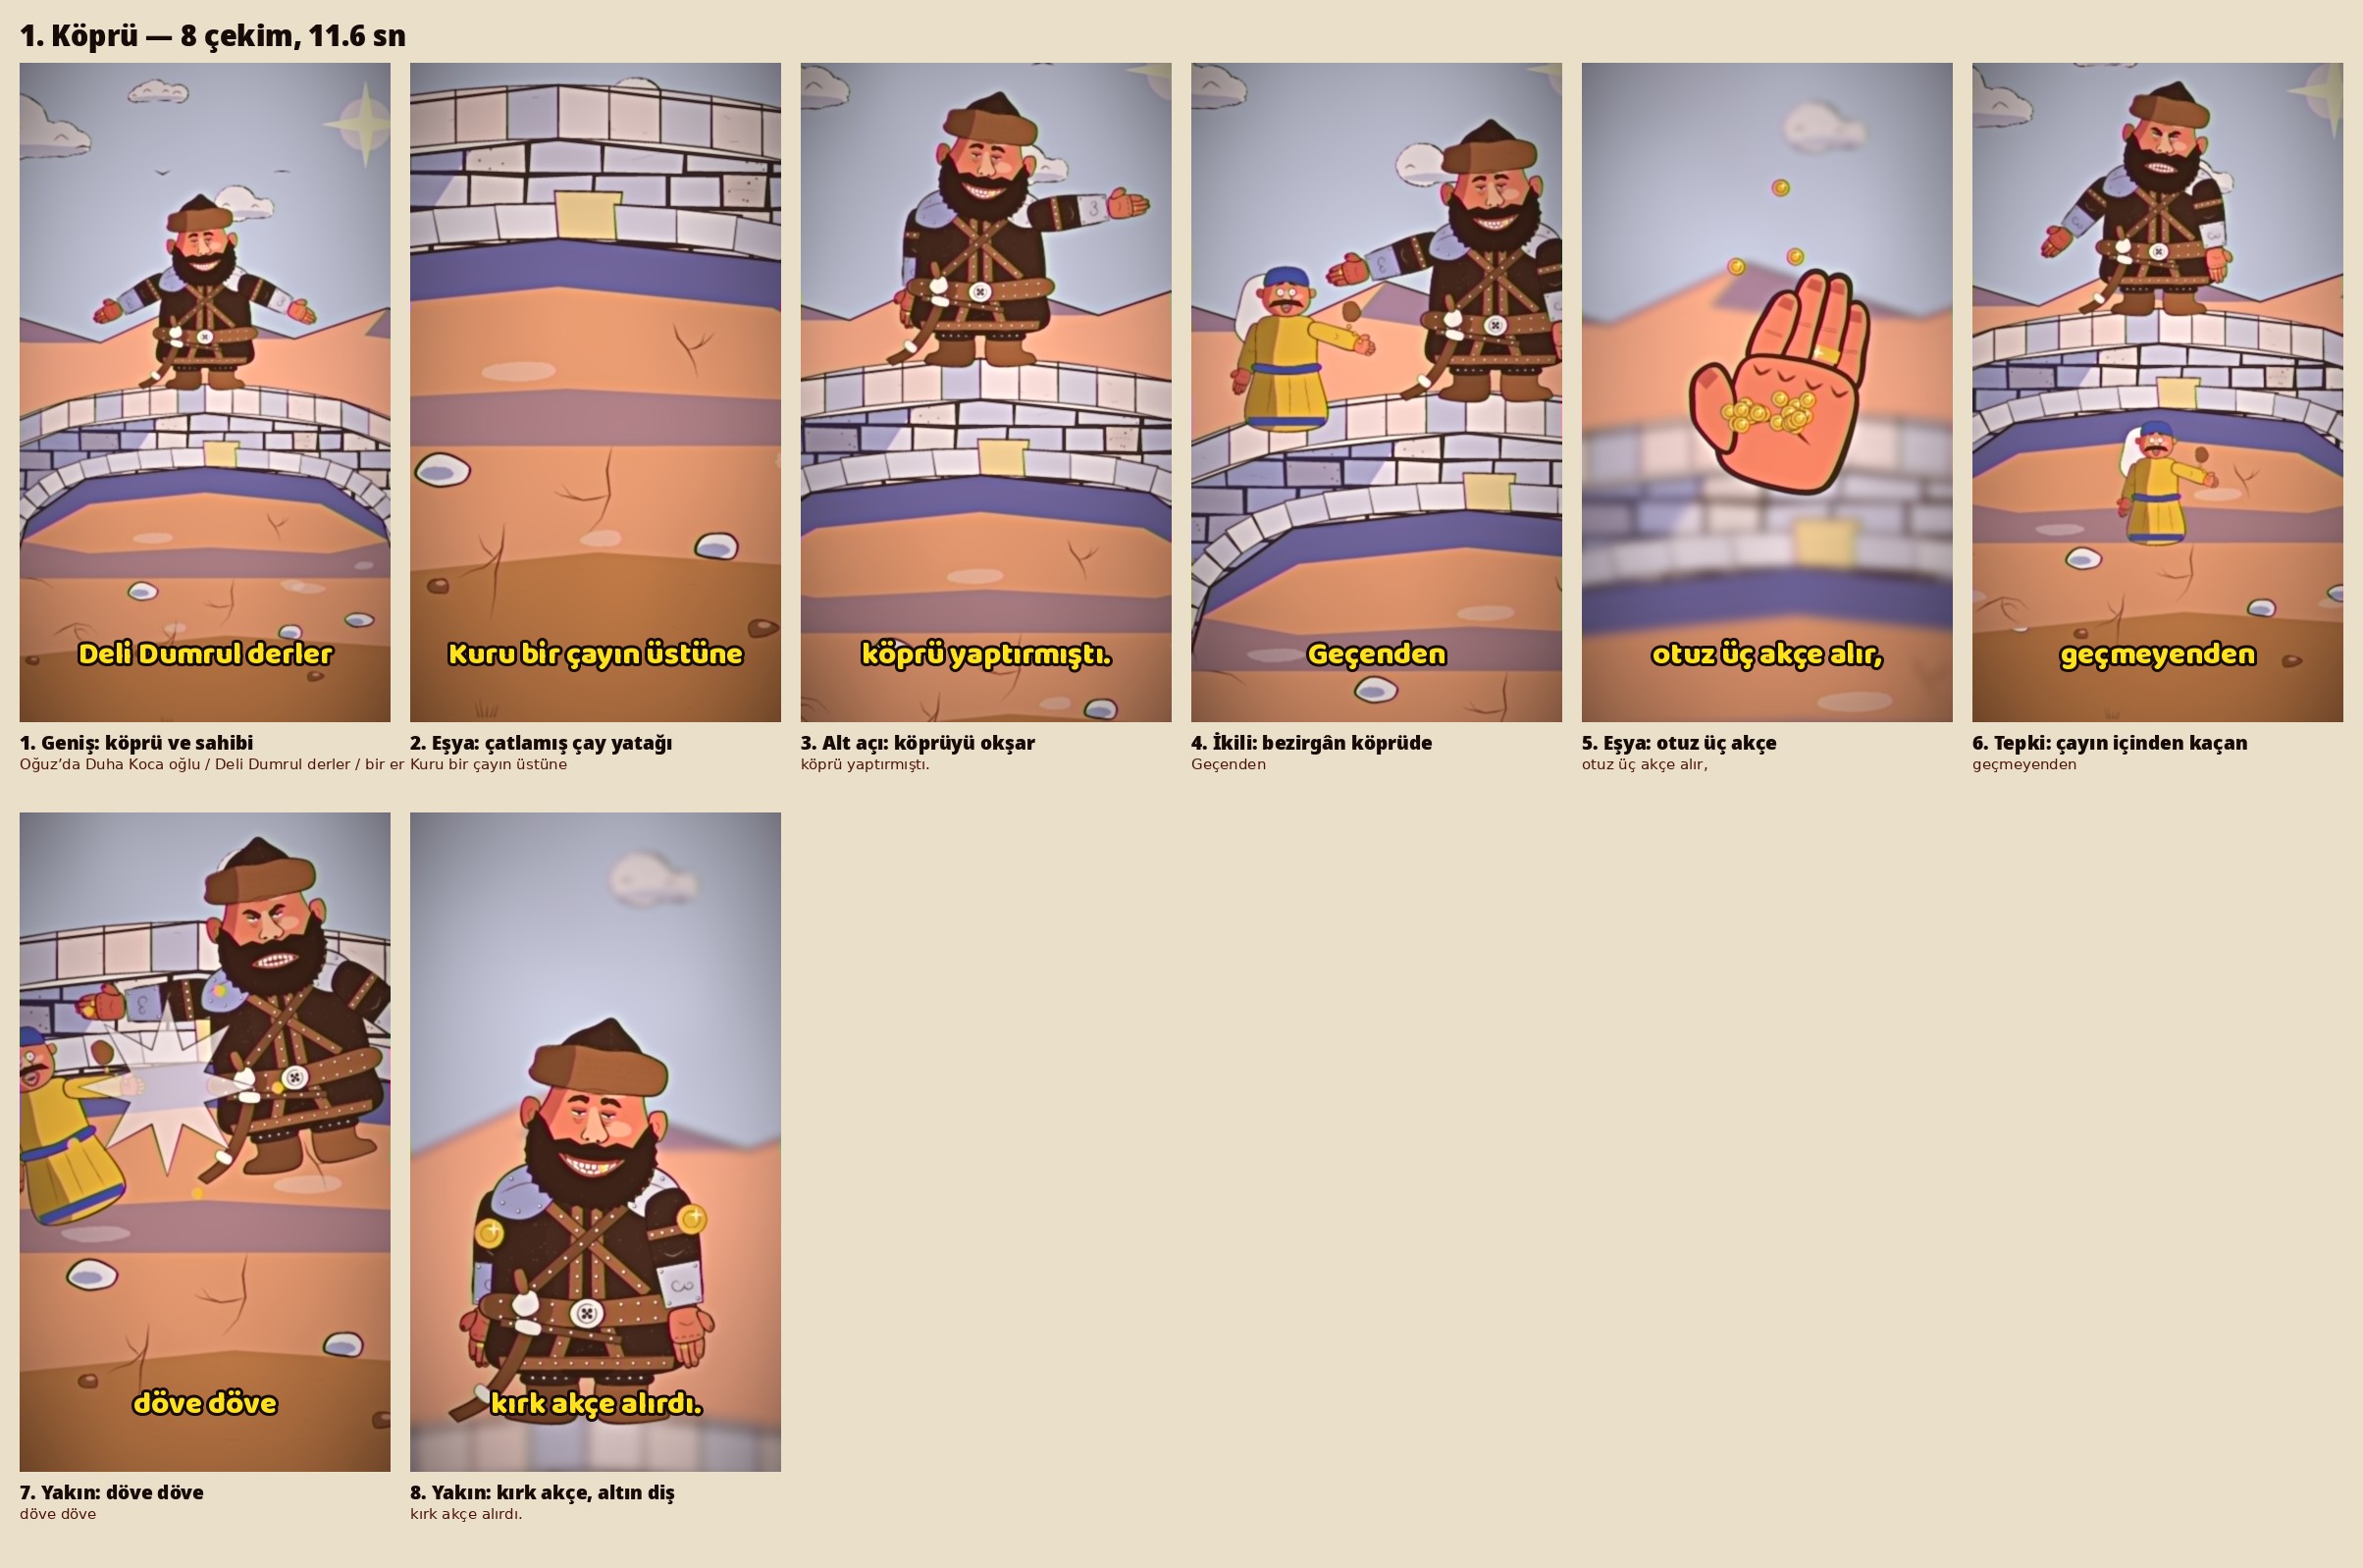 1. Köprü — 8 çekim, 11.6 sn
Deli Dumrul derler
Kuru bir çayın üstüne
köprü yaptırmıştı.
Geçenden
otuz üç akçe alır,
geçmeyenden
1. Geniş: köprü ve sahibi
Oğuz’da Duha Koca oğlu / Deli Dumrul derler / bir er
2. Eşya: çatlamış çay yatağı
Kuru bir çayın üstüne
3. Alt açı: köprüyü okşar
köprü yaptırmıştı.
4. İkili: bezirgân köprüde
Geçenden
5. Eşya: otuz üç akçe
otuz üç akçe alır,
6. Tepki: çayın içinden kaçan
geçmeyenden
döve döve
kırk akçe alırdı.
7. Yakın: döve döve
döve döve
8. Yakın: kırk akçe, altın diş
kırk akçe alırdı.